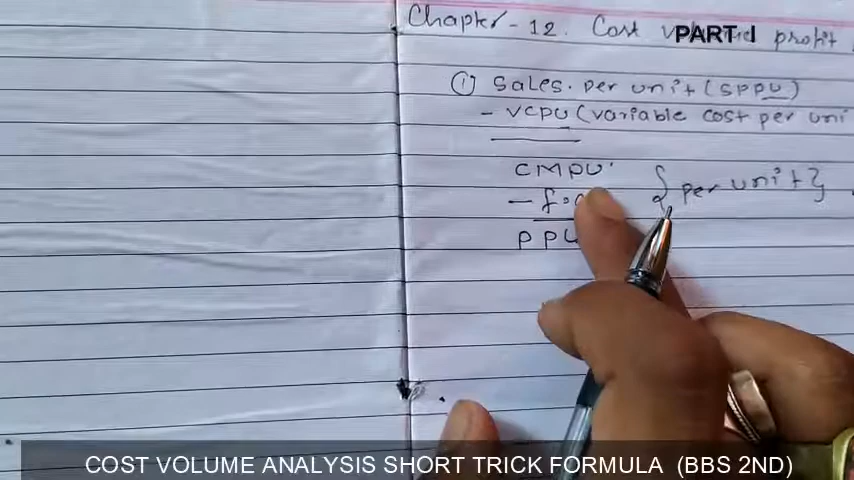 Chapter - 12. Cost profit
PART I
① Sales. per unit (SPPU)
- VCPU (variable cost per uni
CMPU
- f.c {per unit}
PPU
COST VOLUME ANALYSIS SHORT TRICK FORMULA (BBS 2ND)